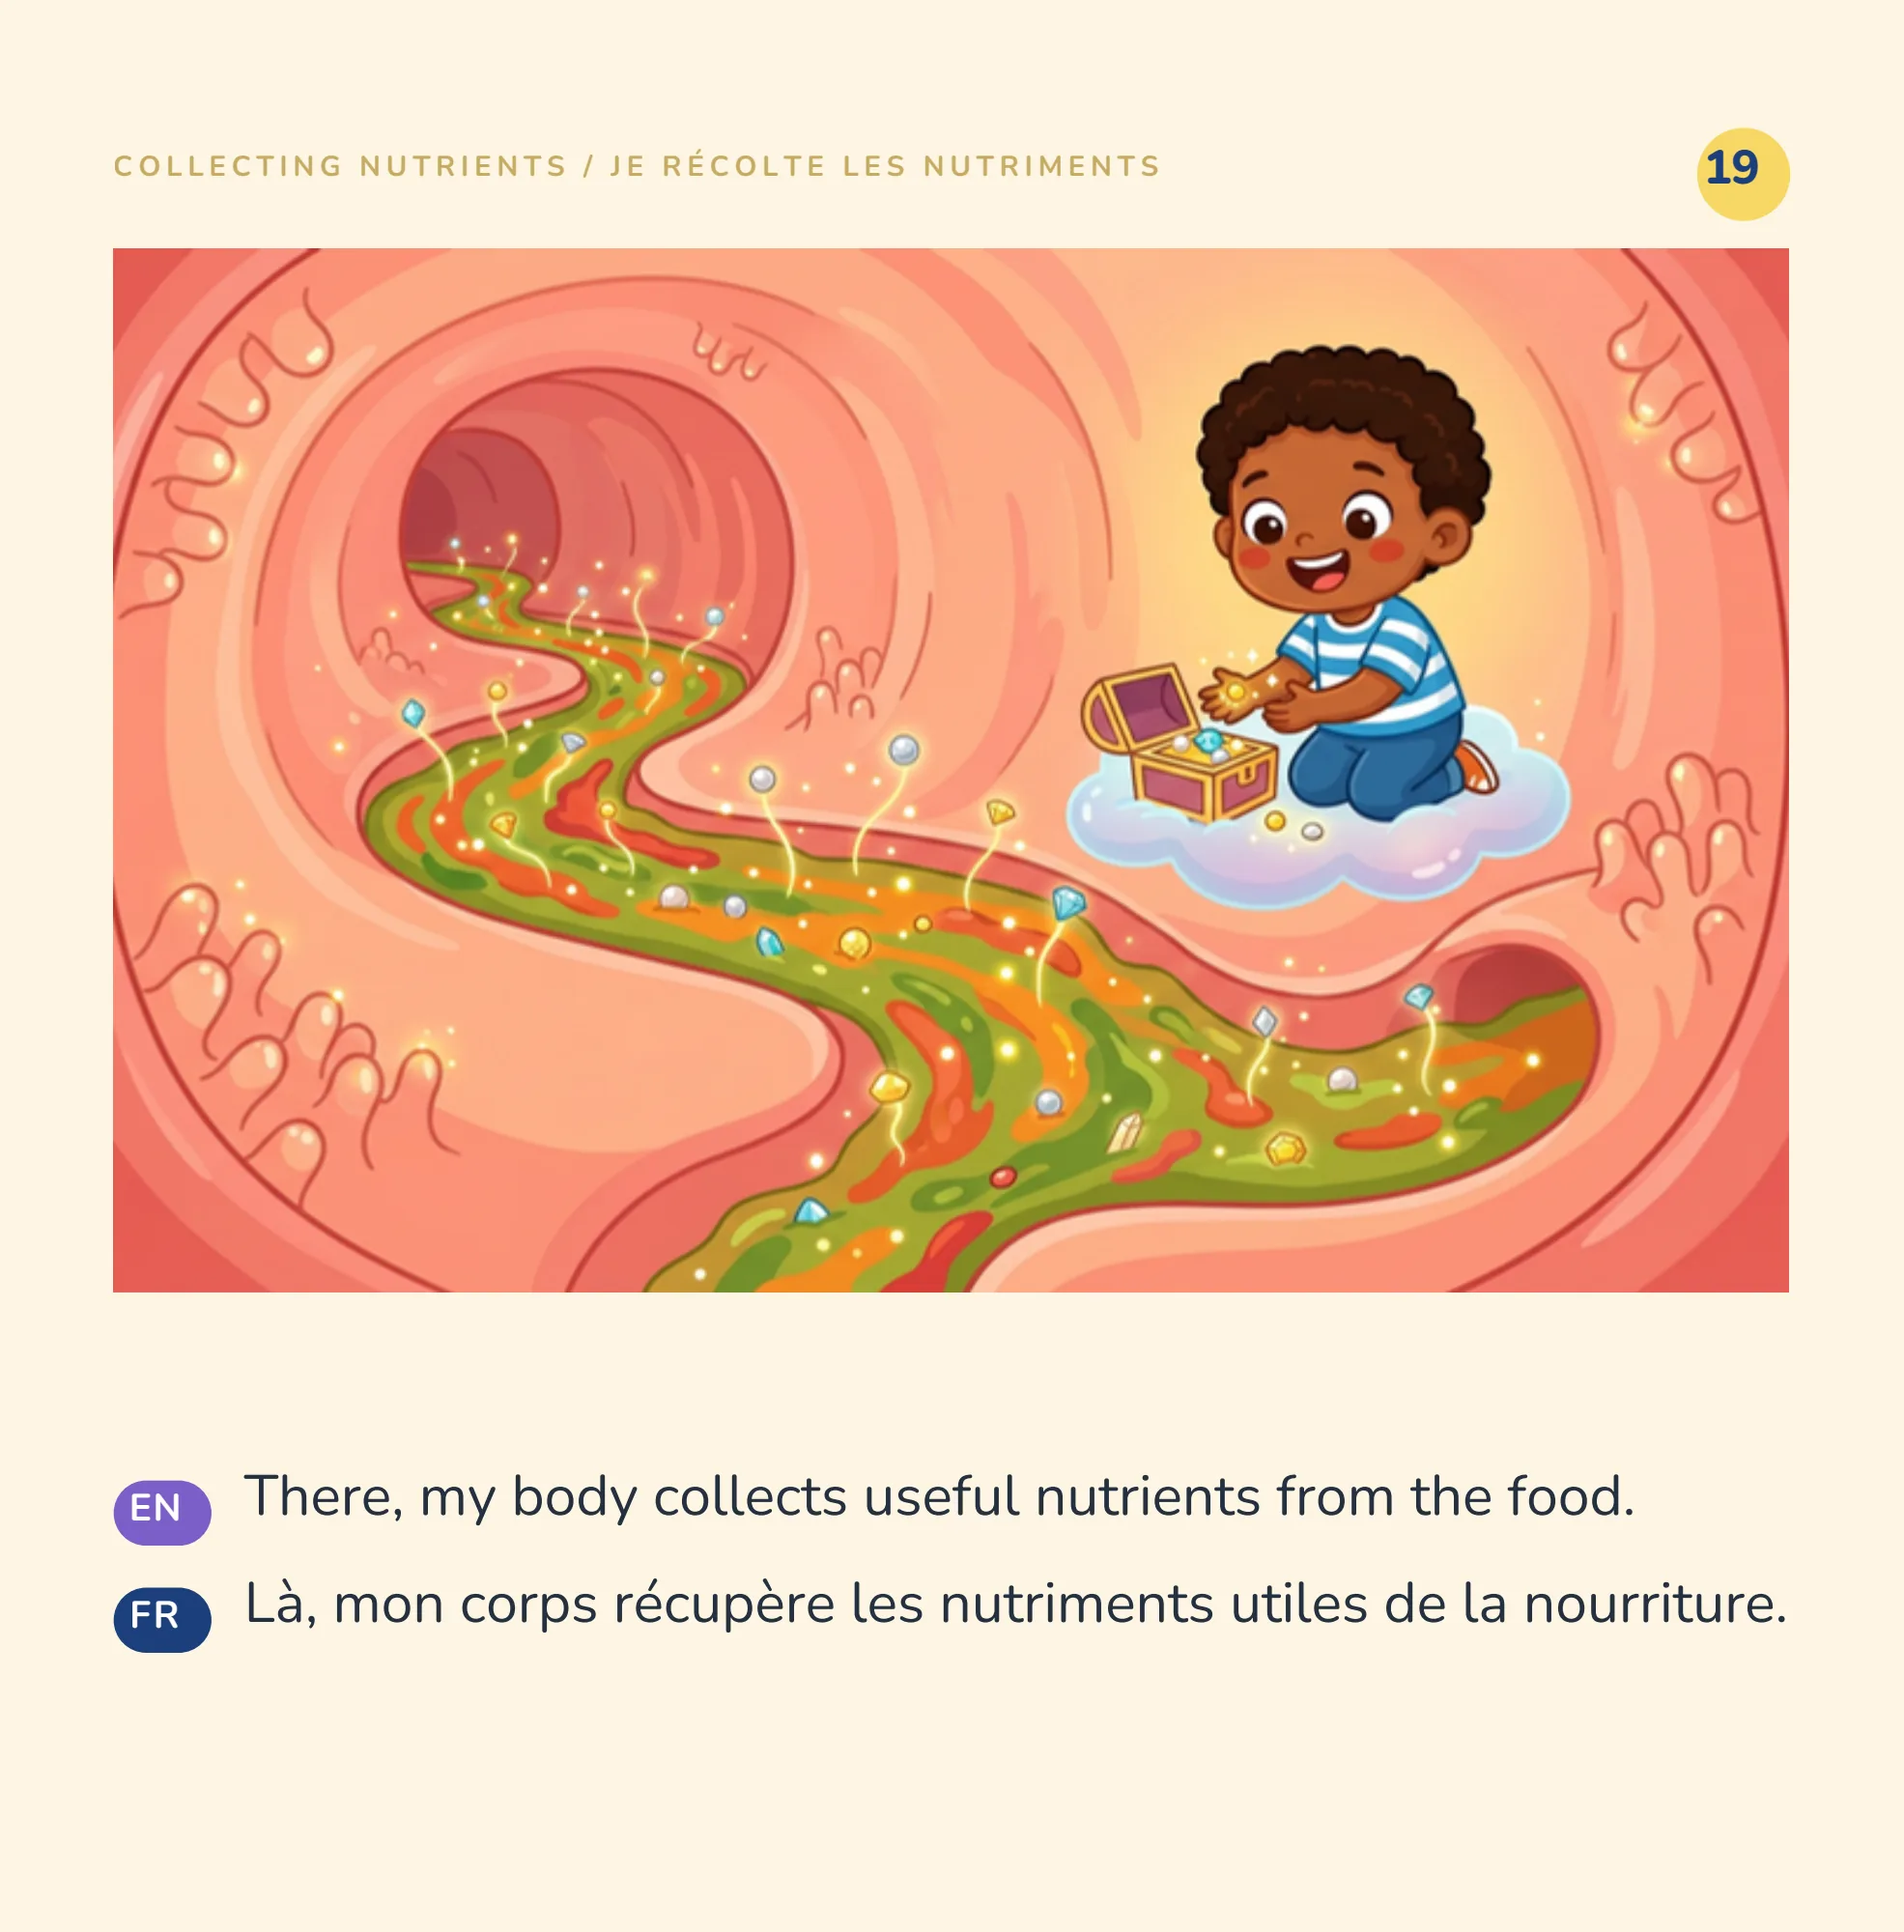 COLLECTING NUTRIENTS / JE RÉCOLTE LES NUTRIMENTS
19
EN There, my body collects useful nutrients from the food.
FR Là, mon corps récupère les nutriments utiles de la nourriture.